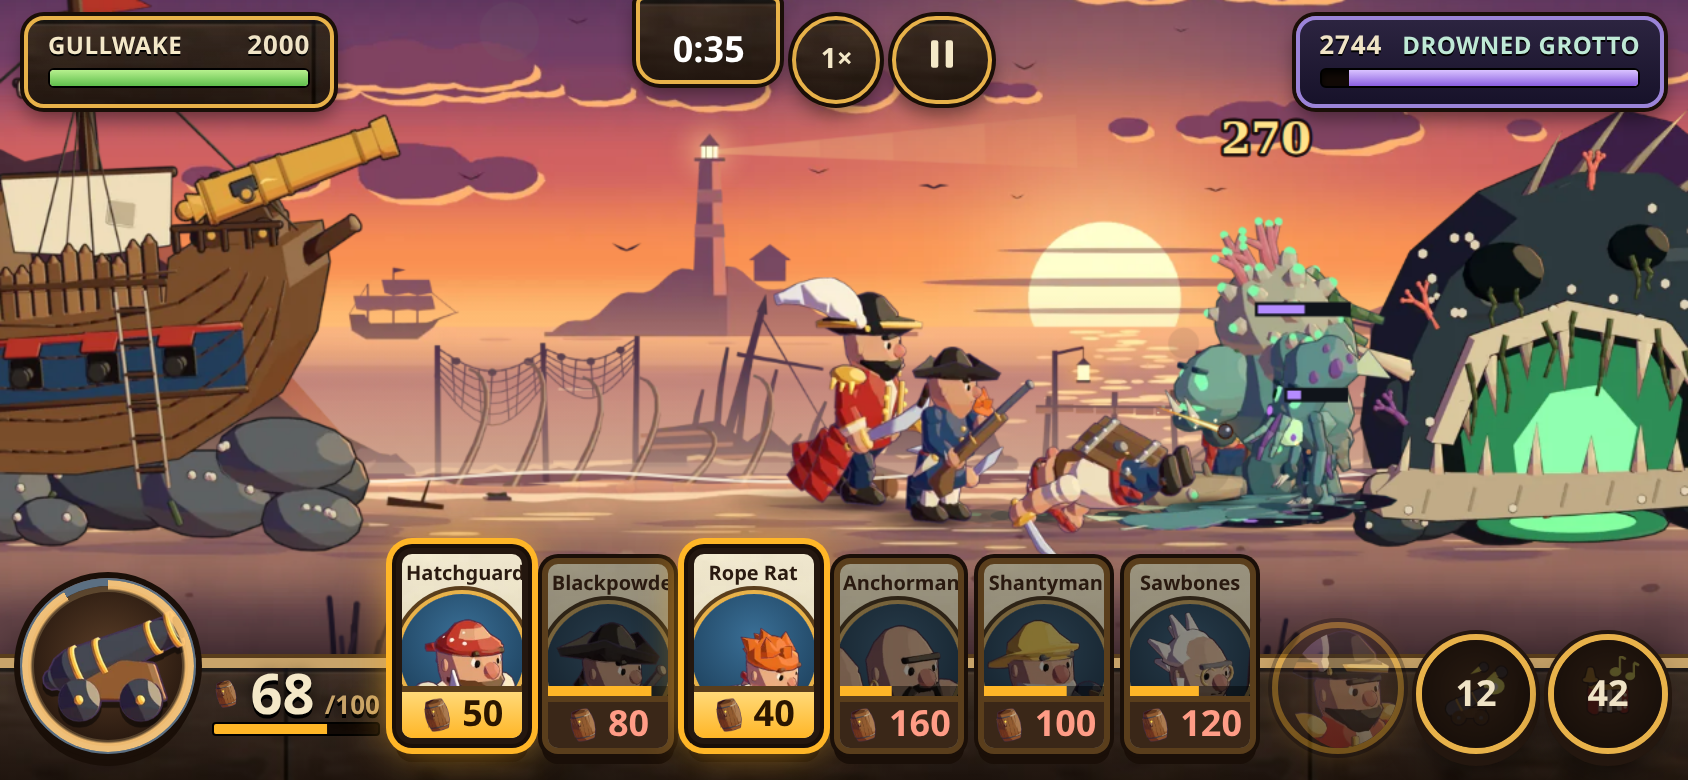 GULLWAKE 2000
0:35
1×
2744 DROWNED GROTTO
270
Hatchguard
Blackpowde
Rope Rat
Anchorman
Shantyman
Sawbones
68 /100
50
80
40
160
100
120
12
42